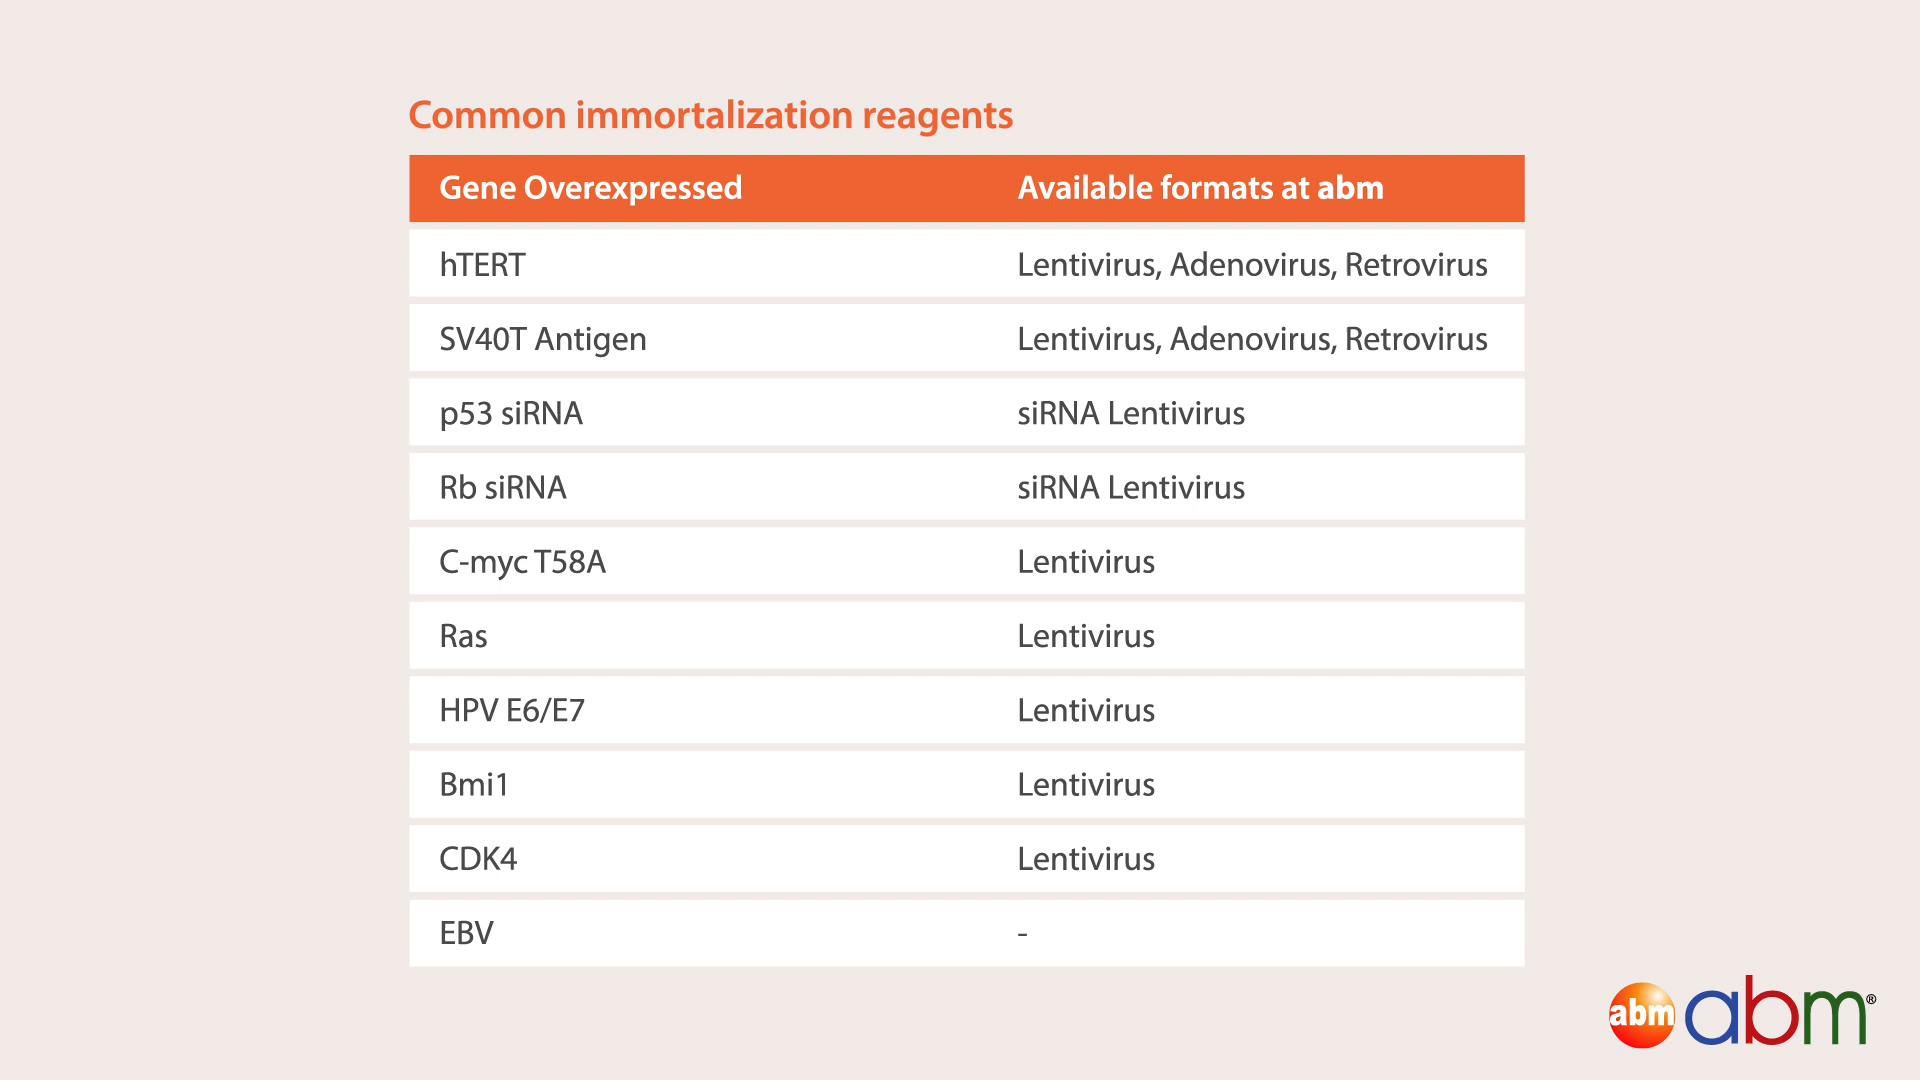 Common immortalization reagents
Gene Overexpressed Available formats at abm
hTERT Lentivirus, Adenovirus, Retrovirus
SV40T Antigen Lentivirus, Adenovirus, Retrovirus
p53 siRNA siRNA Lentivirus
Rb siRNA siRNA Lentivirus
C-myc T58A Lentivirus
Ras Lentivirus
HPV E6/E7 Lentivirus
Bmi1 Lentivirus
CDK4 Lentivirus
EBV -
abm abm®